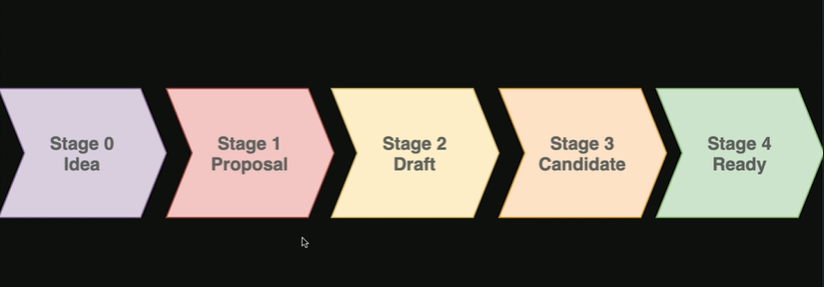 Stage 0
Idea
Stage 1
Proposal
Stage 2
Draft
Stage 3
Candidate
Stage 4
Ready